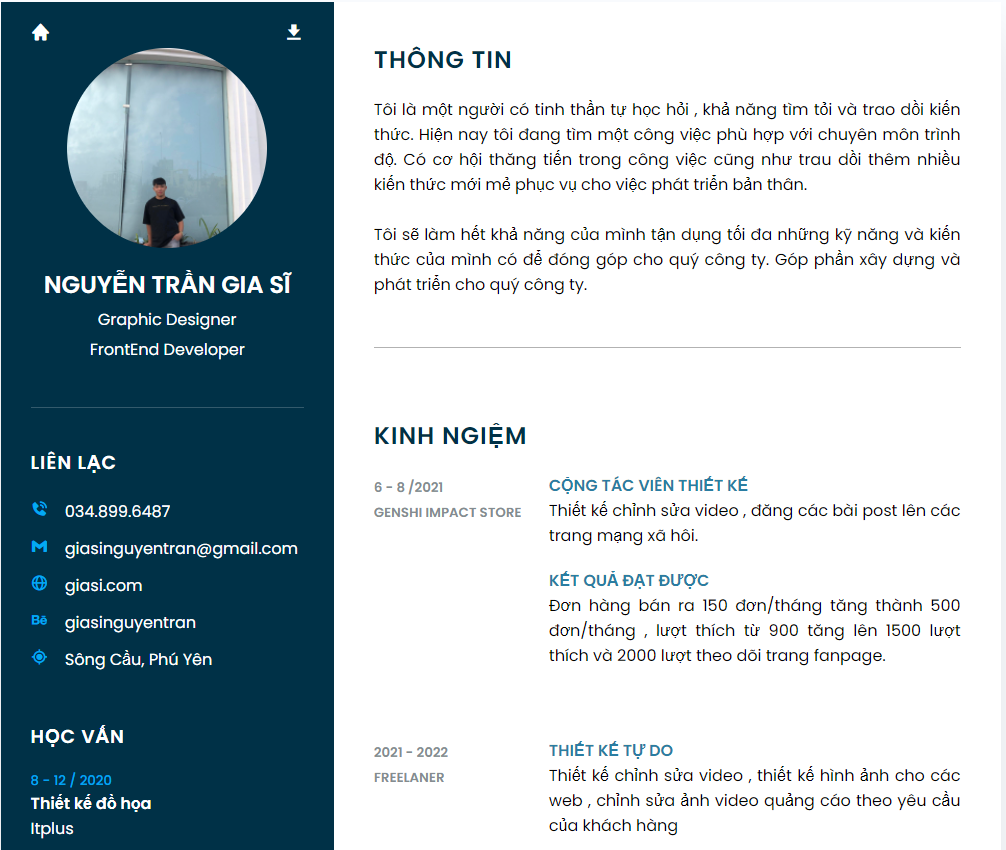 NGUYỄN TRẦN GIA SĨ
Graphic Designer
FrontEnd Developer
LIÊN LẠC
034.899.6487
giasinguyentran@gmail.com
giasi.com
Bē giasinguyentran
Sông Cầu, Phú Yên
HỌC VẤN
8 - 12 / 2020
Thiết kế đồ họa
Itplus
THÔNG TIN
Tôi là một người có tinh thần tự học hỏi , khả năng tìm tòi và trao dồi kiến
thức. Hiện nay tôi đang tìm một công việc phù hợp với chuyên môn trình
độ. Có cơ hội thăng tiến trong công việc cũng như trau dồi thêm nhiều
kiến thức mới mẻ phục vụ cho việc phát triển bản thân.
Tôi sẽ làm hết khả năng của mình tận dụng tối đa những kỹ năng và kiến
thức của mình có để đóng góp cho quý công ty. Góp phần xây dựng và
phát triển cho quý công ty.
KINH NGIỆM
6 - 8 /2021
GENSHI IMPACT STORE
CỘNG TÁC VIÊN THIẾT KẾ
Thiết kế chỉnh sửa video , đăng các bài post lên các
trang mạng xã hôi.
KẾT QUẢ ĐẠT ĐƯỢC
Đơn hàng bán ra 150 đơn/tháng tăng thành 500
đơn/tháng , lượt thích từ 900 tăng lên 1500 lượt
thích và 2000 lượt theo dõi trang fanpage.
2021 - 2022
FREELANER
THIẾT KẾ TỰ DO
Thiết kế chỉnh sửa video , thiết kế hình ảnh cho các
web , chỉnh sửa ảnh video quảng cáo theo yêu cầu
của khách hàng